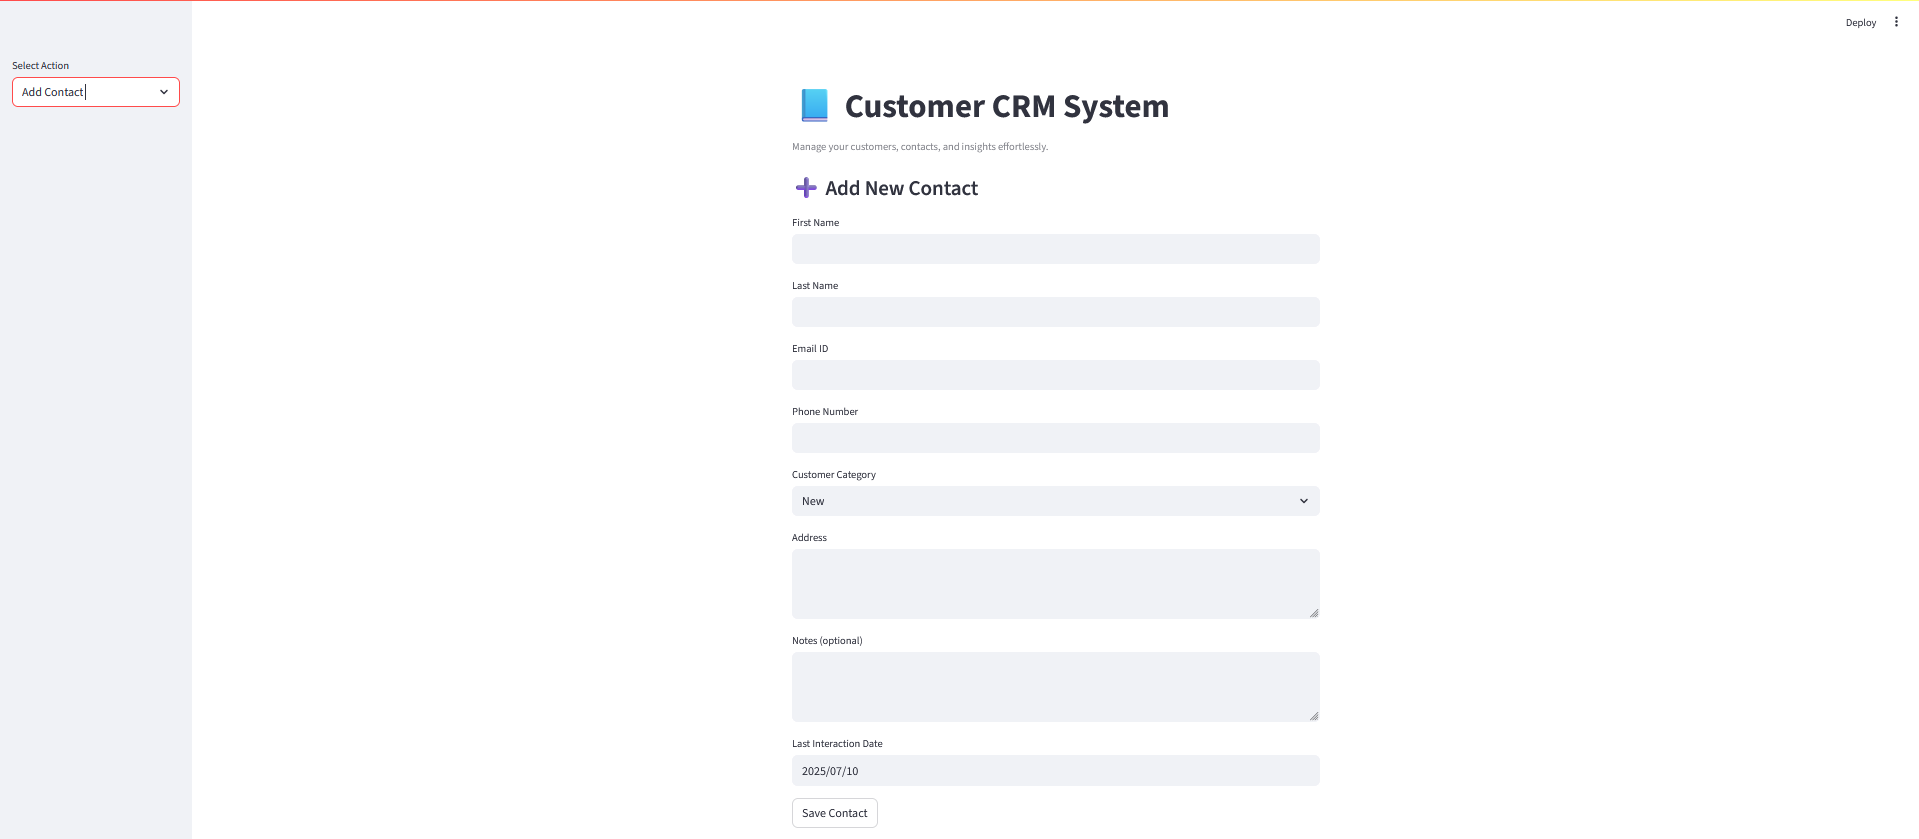 Deploy
Select Action
Add Contact
Customer CRM System
Manage your customers, contacts, and insights effortlessly.
Add New Contact
First Name
Last Name
Email ID
Phone Number
Customer Category
New
Address
Notes (optional)
Last Interaction Date
2025/07/10
Save Contact